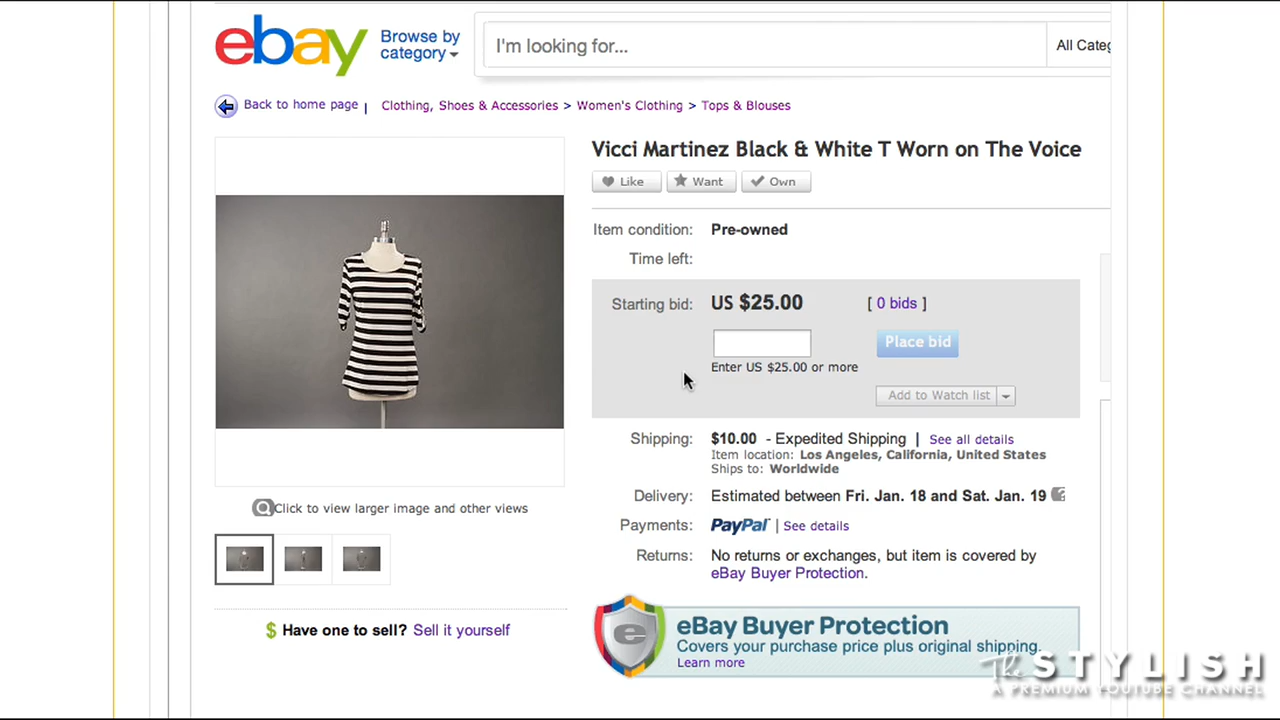 ebay
Browse by
category
I'm looking for...
All Categ
Back to home page | Clothing, Shoes & Accessories > Women's Clothing > Tops & Blouses
Vicci Martinez Black & White T Worn on The Voice
Like
Want
Own
Item condition: Pre-owned
Time left:
Starting bid: US $25.00 [ 0 bids ]
Place bid
Enter US $25.00 or more
Add to Watch list
Shipping: $10.00 - Expedited Shipping | See all details
Item location: Los Angeles, California, United States
Ships to: Worldwide
Delivery: Estimated between Fri. Jan. 18 and Sat. Jan. 19
Payments: PayPal | See details
Returns: No returns or exchanges, but item is covered by
eBay Buyer Protection.
Click to view larger image and other views
$ Have one to sell? Sell it yourself
e
eBay Buyer Protection
Covers your purchase price plus original shipping.
Learn more
The STYLISH
A PREMIUM YOUTUBE CHANNEL